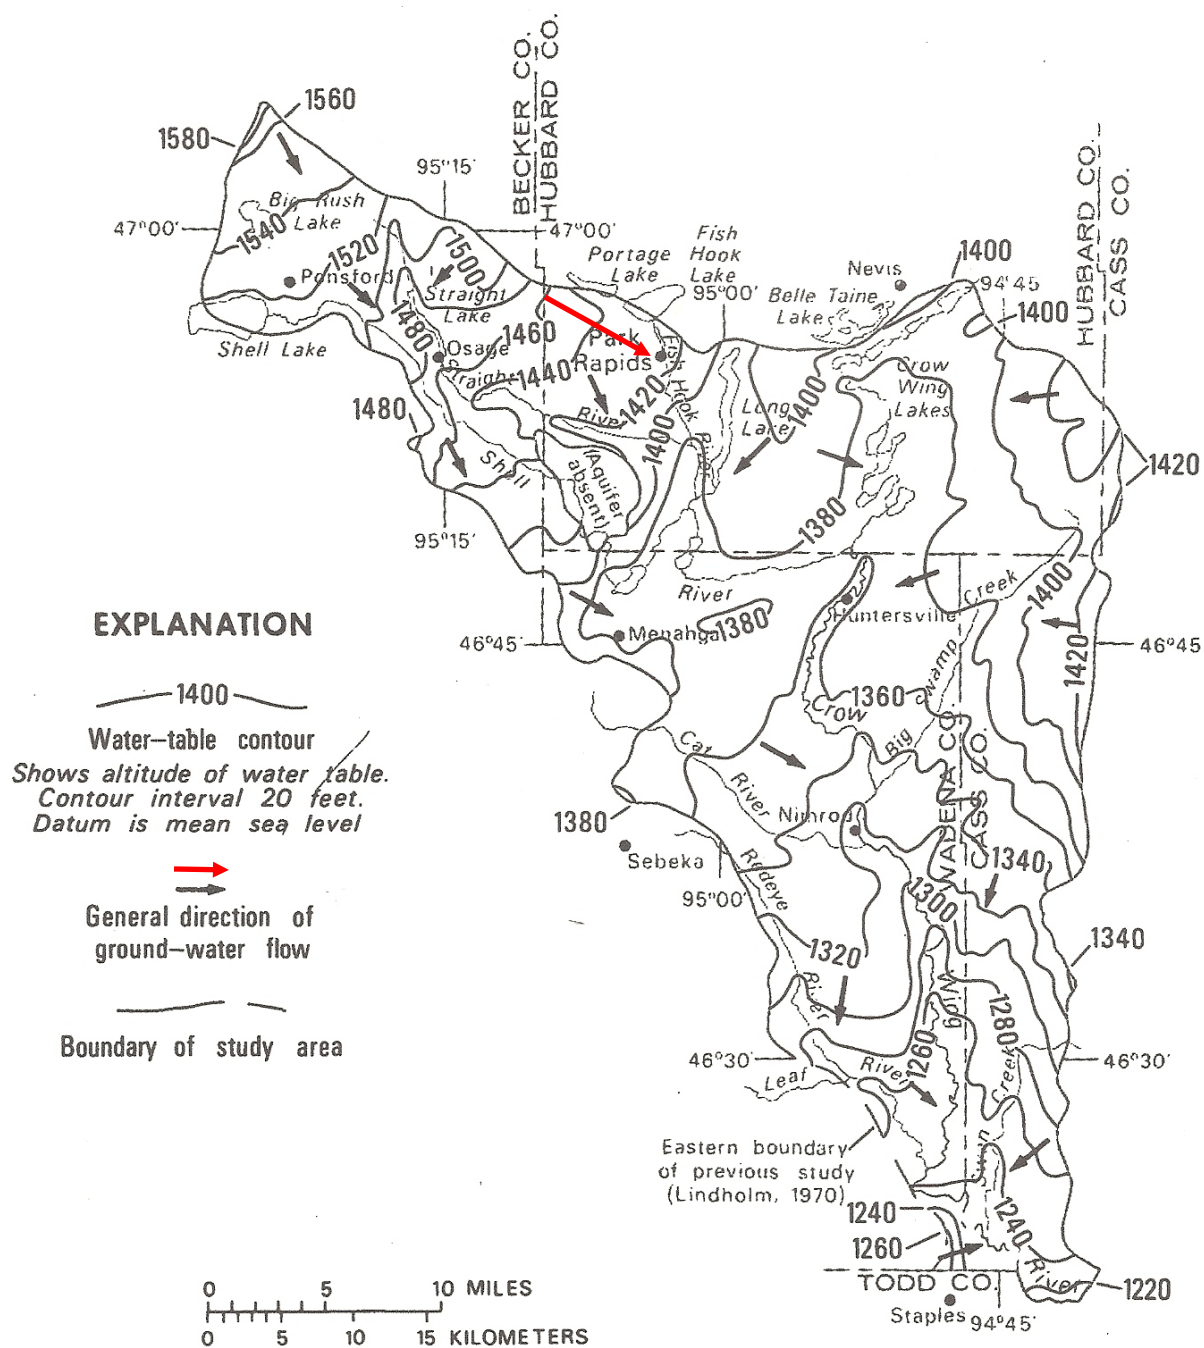 BECKER CO.
HUBBARD CO.
HUBBARD CO.
CASS CO.
1580
1560
95°15'
47°00'
Big Rush
Lake
1540
1520
Ponsford
1500
Straight
Lake
Shell Lake
1480
Osage
1460
Straight
1440
1480
47°00'
Portage
Lake
Fish
Hook
Lake
95°00'
Nevis
Belle Taine
Lake
1400
94°45'
1400
Park
Rapids
Fish Hook River
River
1420
1400
Long
Lake
1400
Crow
Wing
Lakes
1420
Shell
(Aquifer
absent)
95°15'
1380
River
Creek
1400
1420
Menahga
1380
Huntersville
46°45'
46°45'
Swamp
1360
Crow
Big
WADENA CO.
CASS CO.
Cat
River
Nimrod
1380
Sebeka
Redeye
95°00'
1340
1300
1340
1320
River
Wing
1280
1260
Creek
46°30'
46°30'
Leaf
River
Eastern boundary
of previous study
(Lindholm, 1970)
1240
1260
1240
River
1220
TODD CO.
Staples
94°45'
EXPLANATION
1400
Water-table contour
Shows altitude of water table.
Contour interval 20 feet.
Datum is mean sea level
General direction of
ground-water flow
Boundary of study area
0 5 10 MILES
0 5 10 15 KILOMETERS